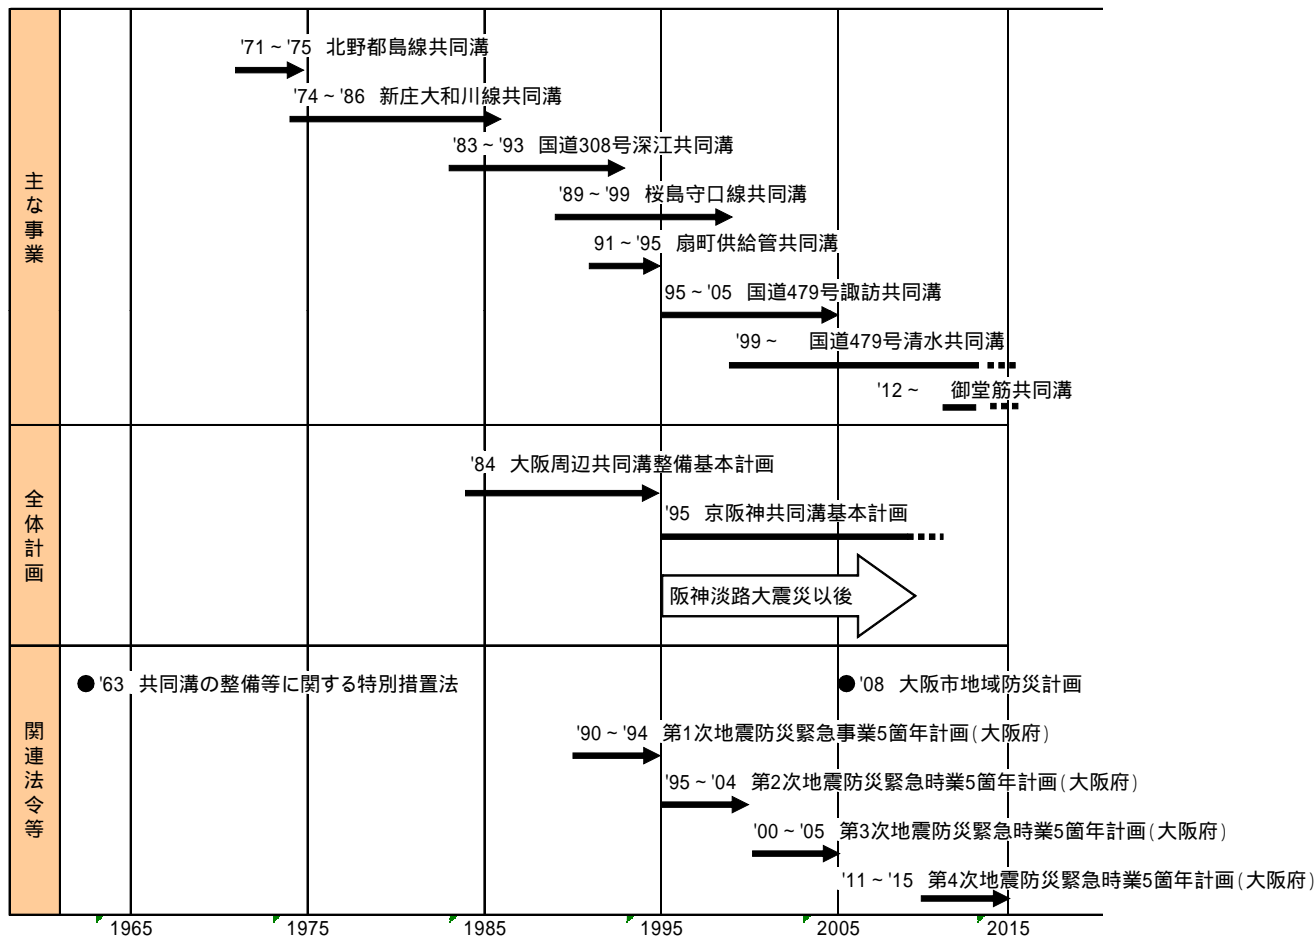 主な事業
'71～'75 北野都島線共同溝
'74～'86 新庄大和川線共同溝
'83～'93 国道308号深江共同溝
'89～'99 桜島守口線共同溝
91～'95 扇町供給管共同溝
95～'05 国道479号諏訪共同溝
'99～ 国道479号清水共同溝
'12～ 御堂筋共同溝
全体計画
'84 大阪周辺共同溝整備基本計画
'95 京阪神共同溝基本計画
阪神淡路大震災以後
関連法令等
'63 共同溝の整備等に関する特別措置法
'08 大阪市地域防災計画
'90～'94 第1次地震防災緊急事業5箇年計画(大阪府)
'95～'04 第2次地震防災緊急時業5箇年計画(大阪府)
'00～'05 第3次地震防災緊急時業5箇年計画(大阪府)
'11～'15 第4次地震防災緊急時業5箇年計画(大阪府)
1965 1975 1985 1995 2005 2015